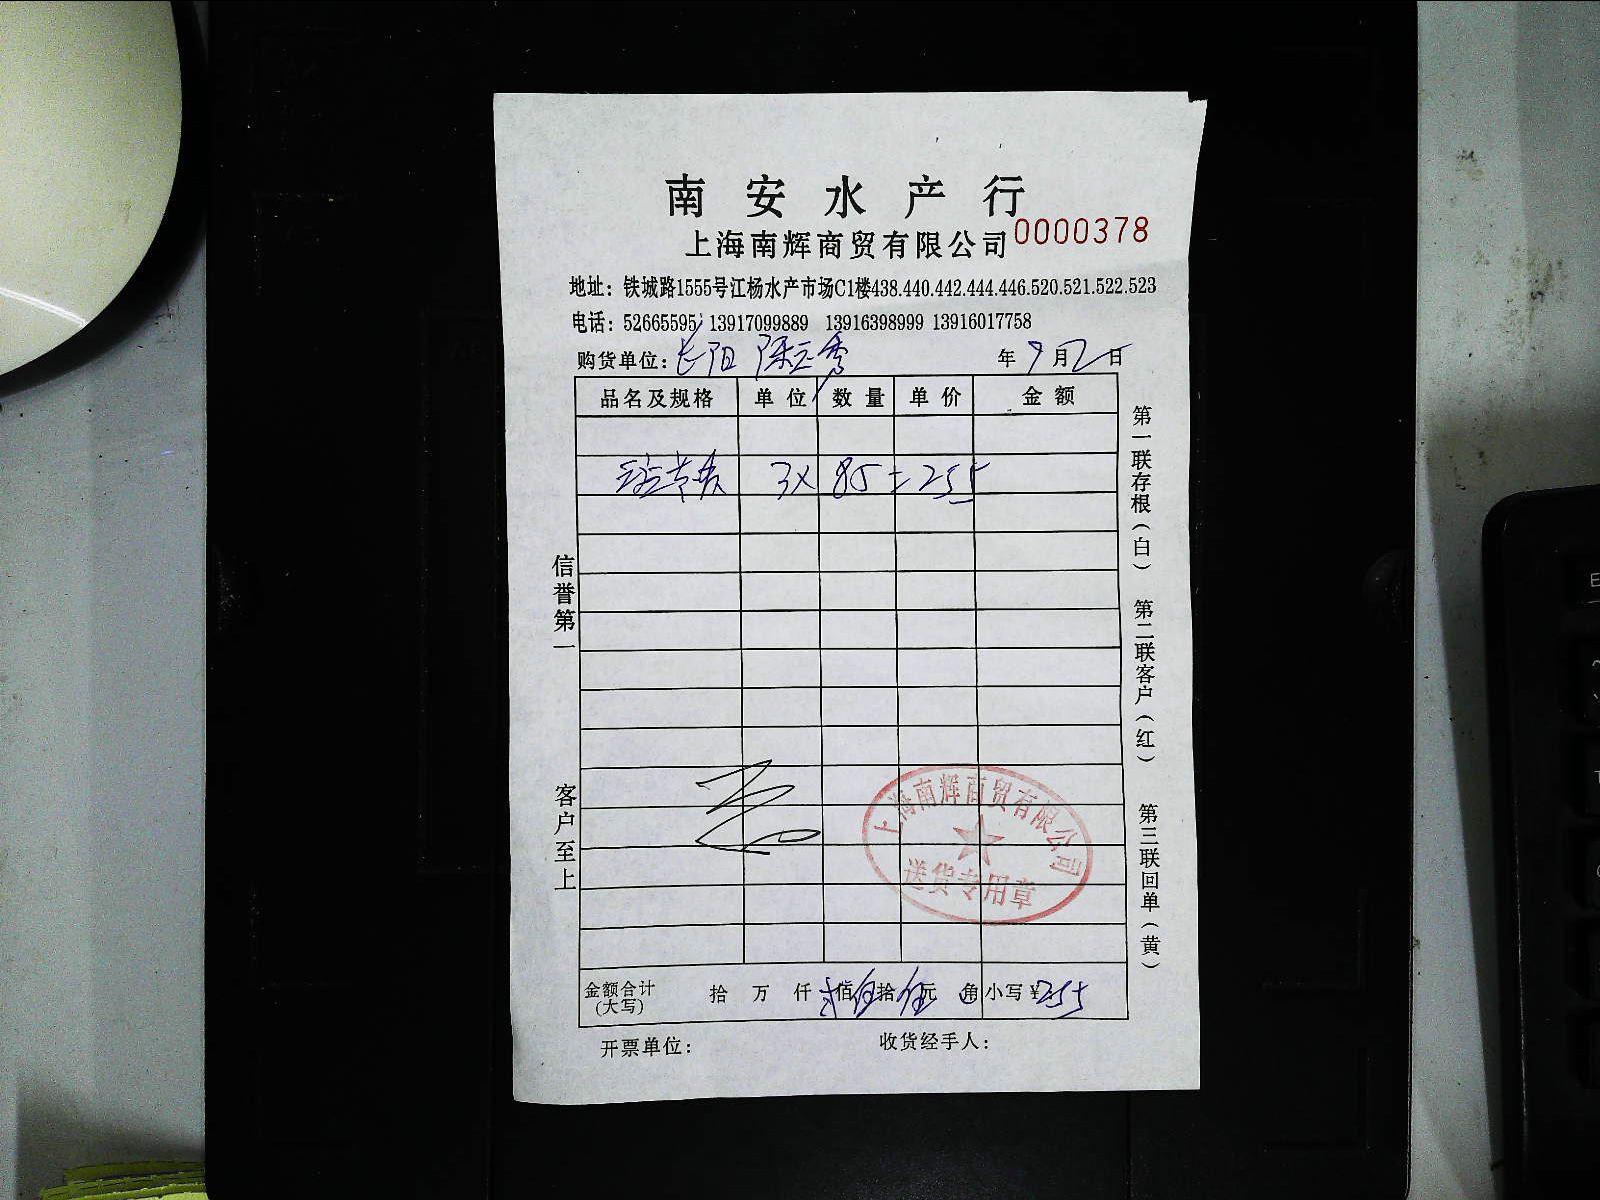 南安水产行
上海南辉商贸有限公司 0000378
地址：铁城路1555号江杨水产市场C1楼438.440.442.444.446.520.521.522.523
电话：52665595 13917099889 13916398999 13916017758
购货单位：长阳 年9月2日
品名及规格 单位 数量 单价 金额
3× 85=255
信誉第一
客户至上
第一联存根（白）
第二联客户（红）
第三联回单（黄）
上海南辉商贸有限公司
送货专用章
金额合计（大写） 拾 万 仟 贰佰 伍拾 伍元 角 小写¥255
开票单位： 收货经手人：